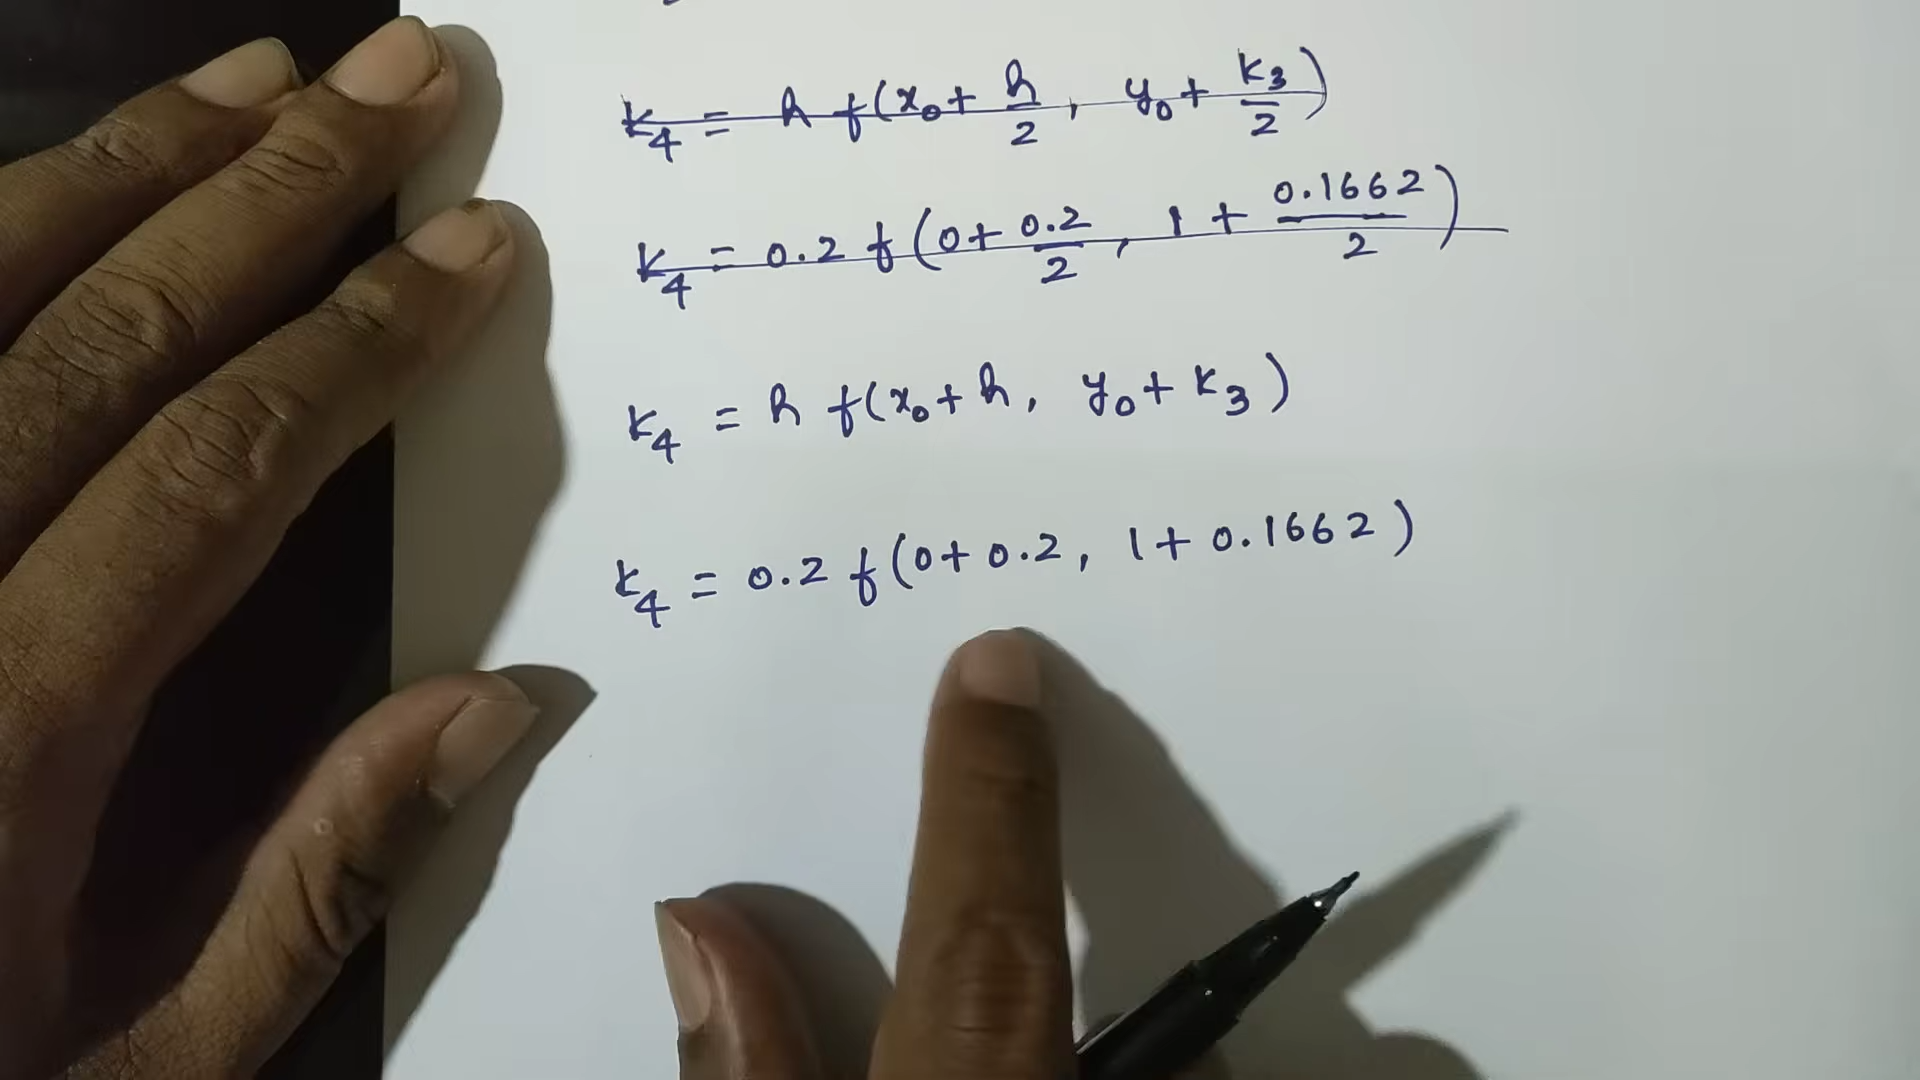 k₄ = h f(x₀ + h/2, y₀ + k₃/2)
k₄ = 0.2 f(0 + 0.2/2, 1 + 0.1662/2)
k₄ = h f(x₀ + h, y₀ + k₃)
k₄ = 0.2 f(0 + 0.2, 1 + 0.1662)